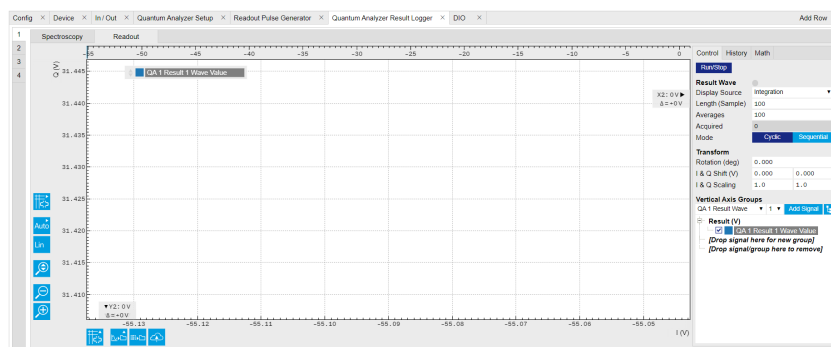 Config × Device × In / Out × Quantum Analyzer Setup × Readout Pulse Generator × Quantum Analyzer Result Logger × DIO × Add Row
1 Spectroscopy Readout
2
3
4
-55 -50 -45 -40 -35 -30 -25 -20 -15 -10 -5 0
Q (V)
31.445
31.440
31.435
31.430
31.425
31.420
31.415
31.410
QA 1 Result 1 Wave Value
X2: 0 V ▶
Δ = +0 V
Auto
Lin
▼Y2: 0 V
Δ = +0 V
-55.13 -55.12 -55.11 -55.10 -55.09 -55.08 -55.07 -55.06 -55.05
I (V)
Control History Math
Run/Stop
Result Wave
Display Source Integration
Length (Sample) 100
Averages 100
Acquired 0
Mode Cyclic Sequential
Transform
Rotation (deg) 0.000
I & Q Shift (V) 0.000 0.000
I & Q Scaling 1.0 1.0
Vertical Axis Groups
QA 1 Result Wave ▼ 1 ▼ Add Signal
Result (V)
QA 1 Result 1 Wave Value
[Drop signal here for new group]
[Drop signal/group here to remove]